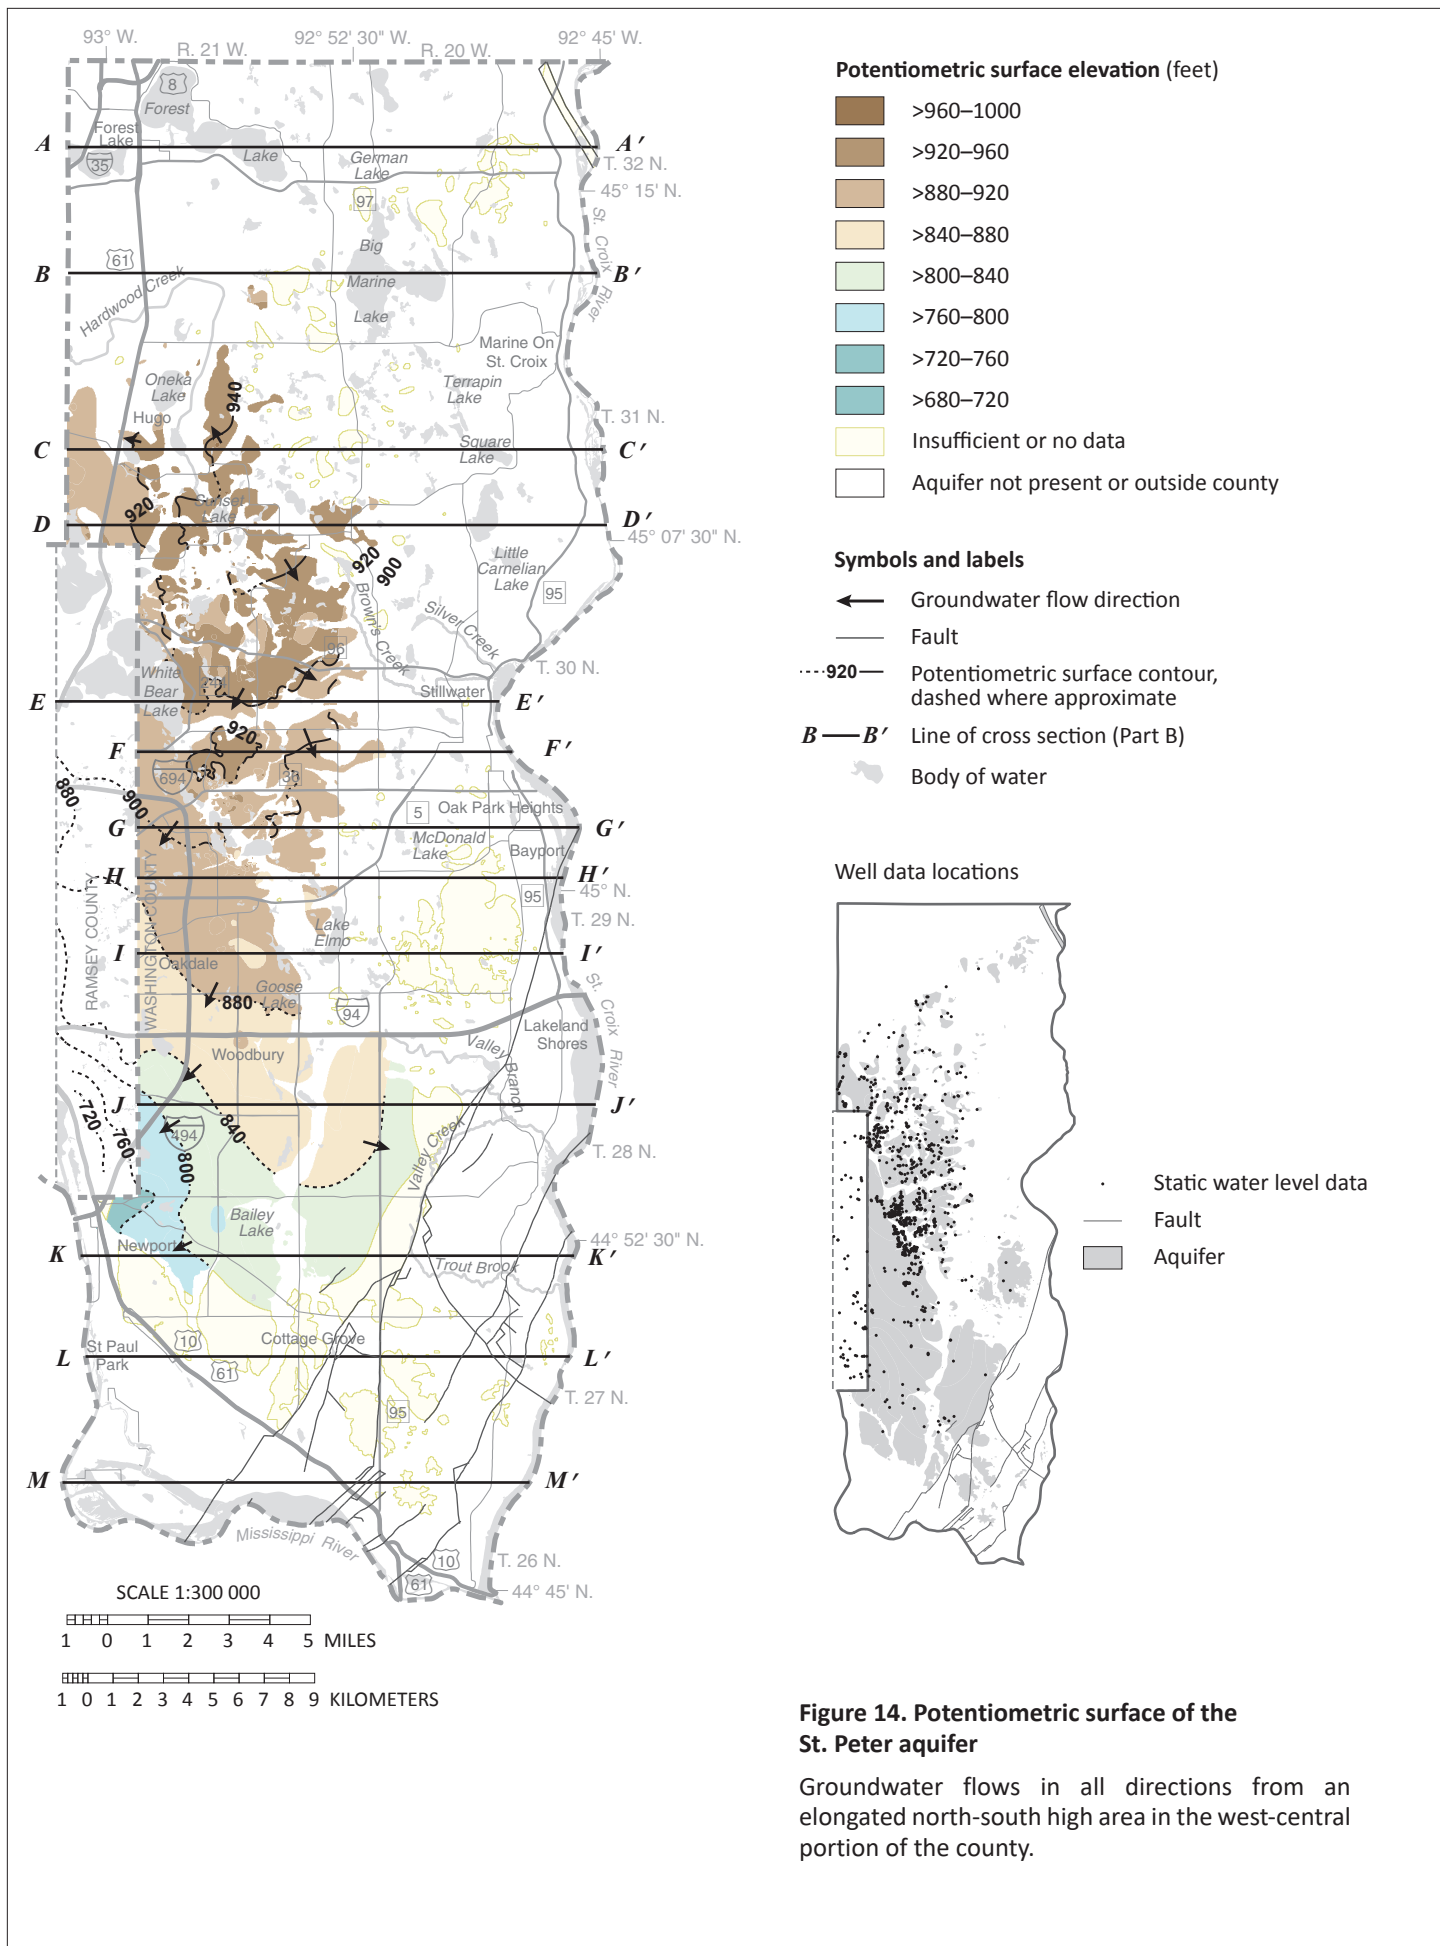 93° W.
92° 52' 30" W.
92° 45' W.
R. 21 W.
R. 20 W.
8
Forest
Forest
Lake
35
Lake
German
Lake
A
A'
T. 32 N.
45° 15' N.
97
Big
Marine
Lake
St. Croix River
61
B
B'
Hardwood Creek
Marine On
St. Croix
Oneka
Lake
Hugo
940
Terrapin
Lake
T. 31 N.
Square
Lake
C
C'
920
Sunset
Lake
D
D'
45° 07' 30" N.
920
900
Little
Carnelian
Lake
95
Brown's Creek
Silver Creek
96
T. 30 N.
White
Bear
Lake
244
Stillwater
E
E'
920
F
F'
694
36
880
900
5
Oak Park Heights
G
G'
McDonald
Lake
Bayport
H
H'
95
45° N.
RAMSEY COUNTY
WASHINGTON COUNTY
Lake
Elmo
T. 29 N.
I
I'
Oakdale
Goose
Lake
880
94
St. Croix River
Lakeland
Shores
Woodbury
Valley Branch
J
J'
720
760
494
840
800
Valley Creek
T. 28 N.
Bailey
Lake
Newport
44° 52' 30" N.
K
K'
Trout Brook
10
Cottage Grove
St Paul
Park
L
L'
61
T. 27 N.
95
M
M'
Mississippi River
10
T. 26 N.
61
44° 45' N.
SCALE 1:300 000
1 0 1 2 3 4 5 MILES
1 0 1 2 3 4 5 6 7 8 9 KILOMETERS
Potentiometric surface elevation (feet)
>960–1000
>920–960
>880–920
>840–880
>800–840
>760–800
>720–760
>680–720
Insufficient or no data
Aquifer not present or outside county
Symbols and labels
Groundwater flow direction
Fault
920 Potentiometric surface contour,
dashed where approximate
B B' Line of cross section (Part B)
Body of water
Well data locations
Static water level data
Fault
Aquifer
Figure 14. Potentiometric surface of the
St. Peter aquifer
Groundwater flows in all directions from an
elongated north-south high area in the west-central
portion of the county.